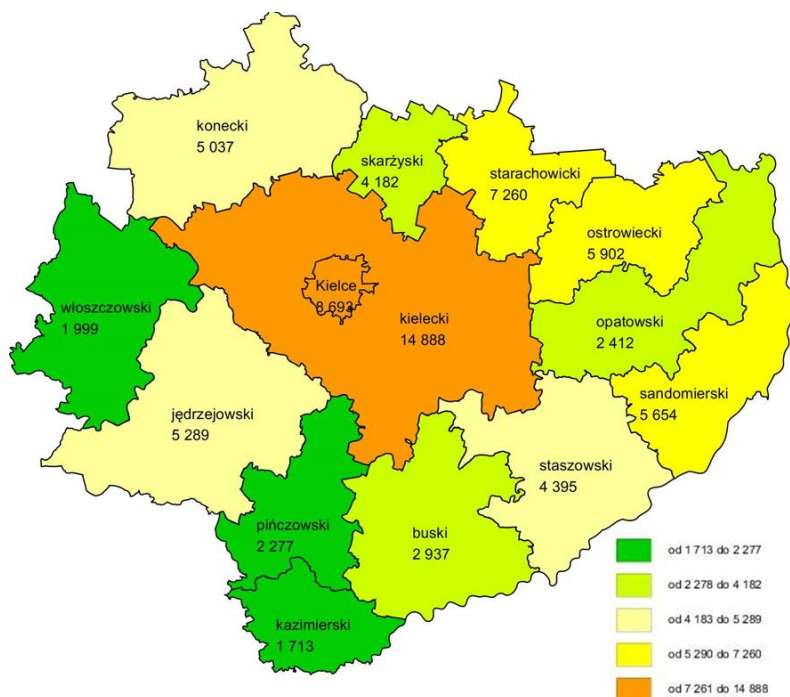 konecki
5 037
skarżyski
4 182
starachowicki
7 260
ostrowiecki
5 902
Kielce
8 693
włoszczowski
1 999
kielecki
14 888
opatowski
2 412
sandomierski
5 654
jędrzejowski
5 289
staszowski
4 395
pińczowski
2 277
buski
2 937
kazimierski
1 713
od 1 713 do 2 277
od 2 278 do 4 182
od 4 183 do 5 289
od 5 290 do 7 260
od 7 261 do 14 888